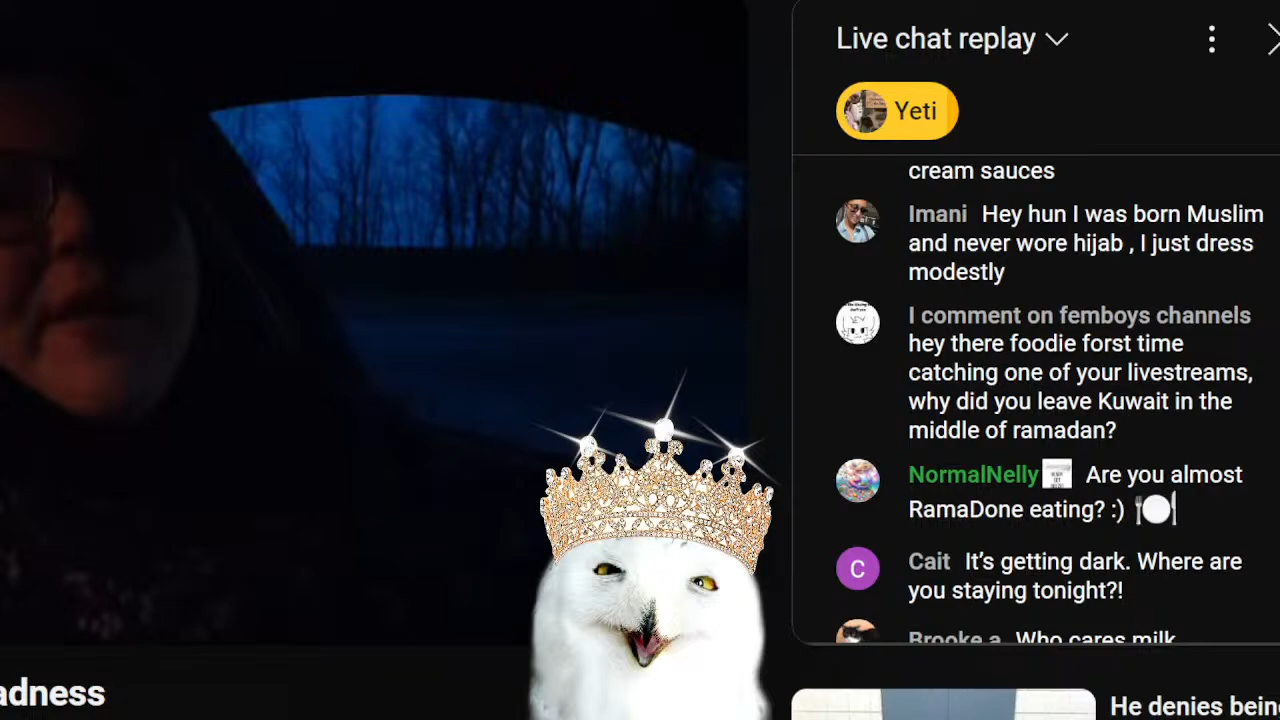 Live chat replay
Yeti
cream sauces
Imani Hey hun I was born Muslim
and never wore hijab , I just dress
modestly
I comment on femboys channels
hey there foodie forst time
catching one of your livestreams,
why did you leave Kuwait in the
middle of ramadan?
NormalNelly Are you almost
RamaDone eating? :)
C
Cait It’s getting dark. Where are
you staying tonight?!
Brooke a Who cares milk
adness
He denies bein